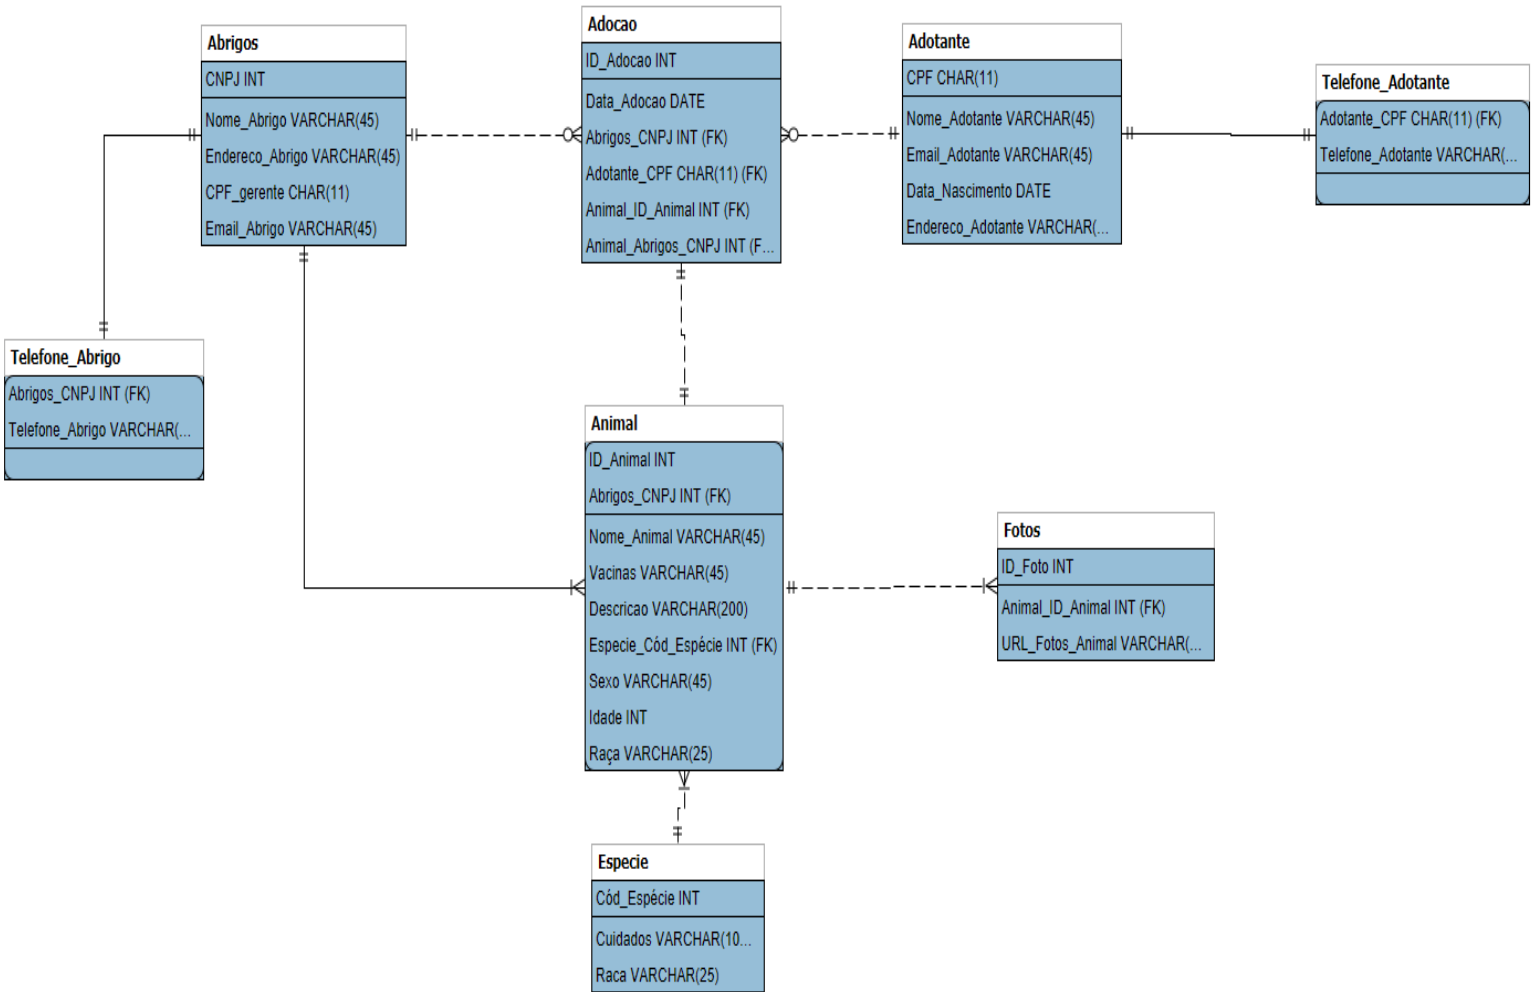 Abrigos
CNPJ INT
Nome_Abrigo VARCHAR(45)
Endereco_Abrigo VARCHAR(45)
CPF_gerente CHAR(11)
Email_Abrigo VARCHAR(45)
Adocao
ID_Adocao INT
Data_Adocao DATE
Abrigos_CNPJ INT (FK)
Adotante_CPF CHAR(11) (FK)
Animal_ID_Animal INT (FK)
Animal_Abrigos_CNPJ INT (F...
Adotante
CPF CHAR(11)
Nome_Adotante VARCHAR(45)
Email_Adotante VARCHAR(45)
Data_Nascimento DATE
Endereco_Adotante VARCHAR(...
Telefone_Adotante
Adotante_CPF CHAR(11) (FK)
Telefone_Adotante VARCHAR(...
Telefone_Abrigo
Abrigos_CNPJ INT (FK)
Telefone_Abrigo VARCHAR(...
Animal
ID_Animal INT
Abrigos_CNPJ INT (FK)
Nome_Animal VARCHAR(45)
Vacinas VARCHAR(45)
Descricao VARCHAR(200)
Especie_Cód_Espécie INT (FK)
Sexo VARCHAR(45)
Idade INT
Raça VARCHAR(25)
Fotos
ID_Foto INT
Animal_ID_Animal INT (FK)
URL_Fotos_Animal VARCHAR(...
Especie
Cód_Espécie INT
Cuidados VARCHAR(10...
Raca VARCHAR(25)